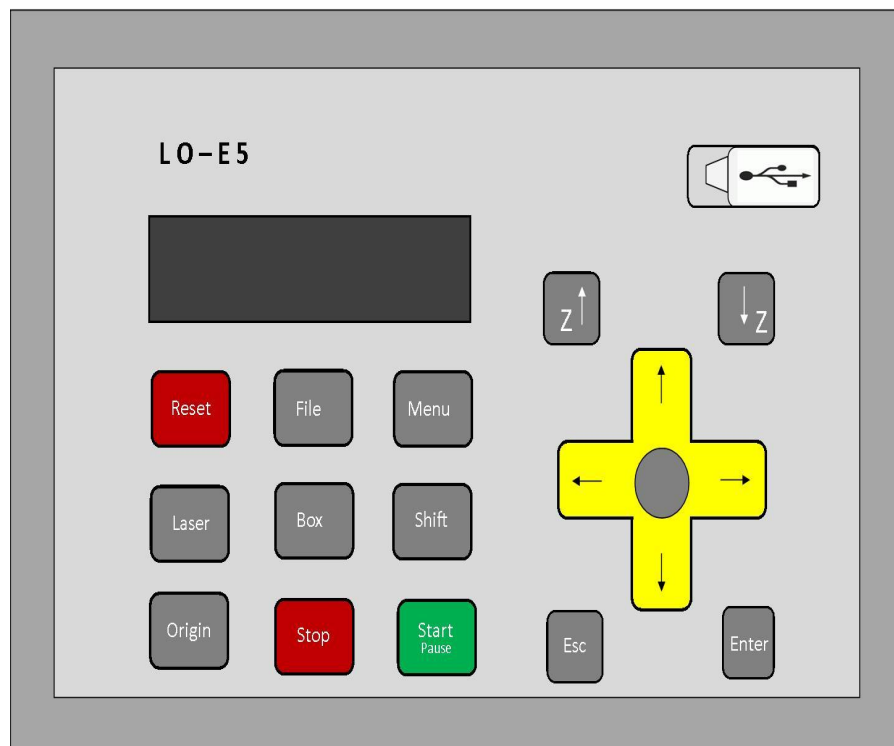 LO-E5
Z
Z
Reset File Menu
Laser Box Shift
Origin Stop Start
Pause
Esc Enter